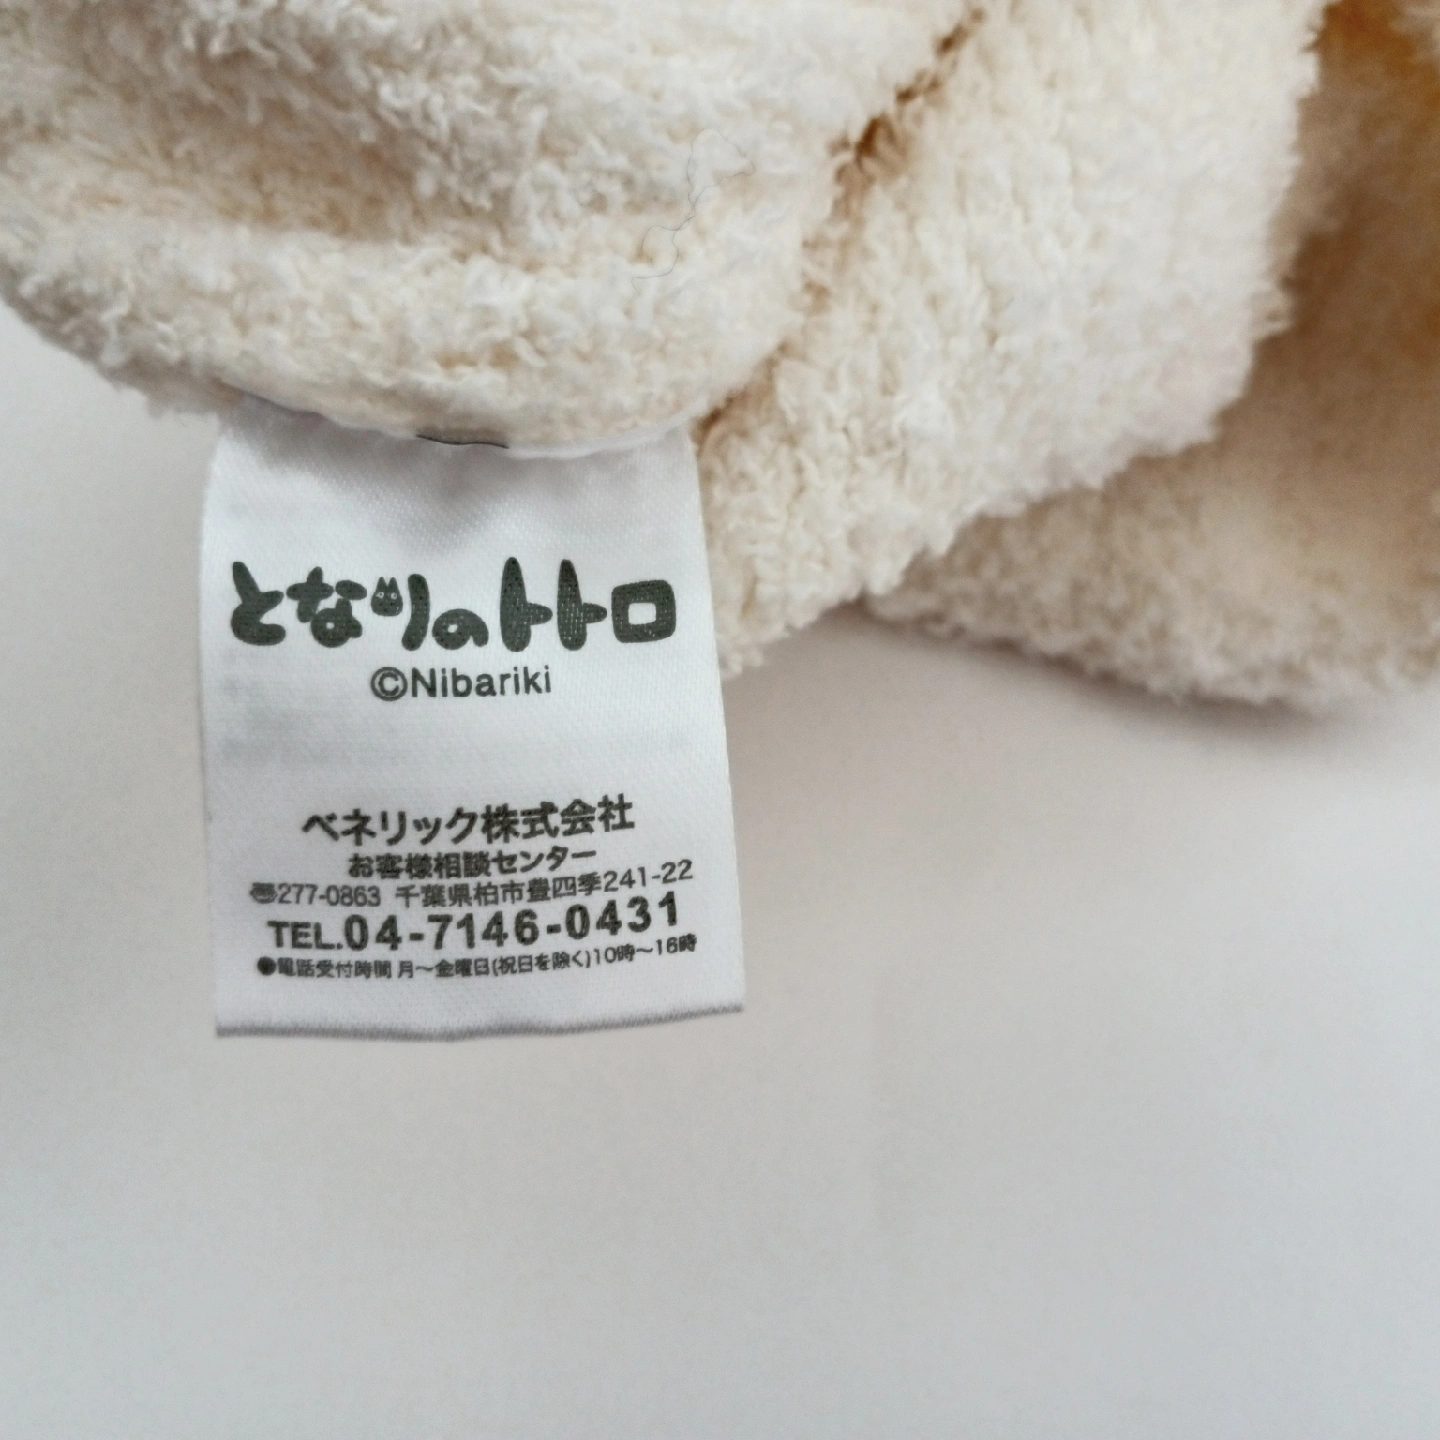 となりのトトロ
©Nibariki
ベネリック株式会社
お客様相談センター
〠277-0863 千葉県柏市豊四季241-22
TEL.04-7146-0431
●電話受付時間 月～金曜日(祝日を除く)10時～16時